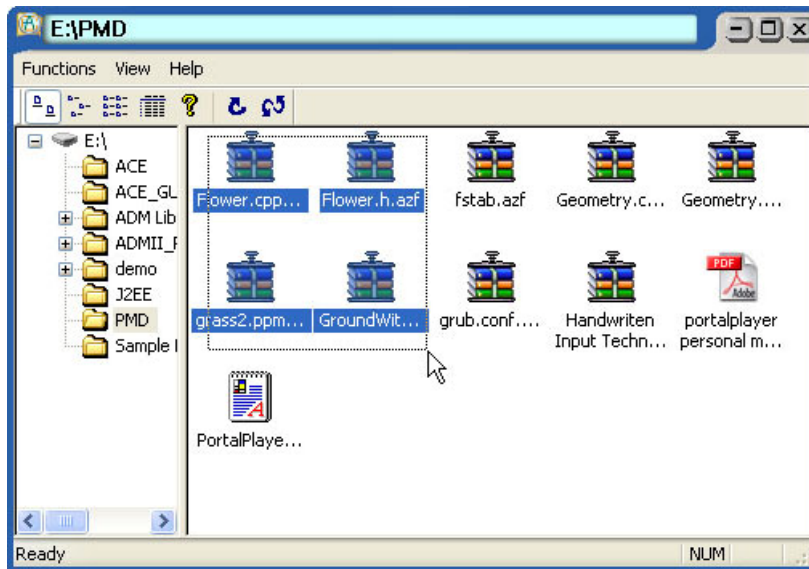 E:\PMD
Functions View Help
E:\
ACE
ACE_GL
ADM Lib
ADMII_F
demo
J2EE
PMD
Sample I
Flower.cpp... Flower.h.azf fstab.azf Geometry.c... Geometry....
grass2.ppm... GroundWit... grub.conf.... Handwriten portalplayer
Input Techn... personal m...
PDF
Adobe
PortalPlaye...
Ready NUM